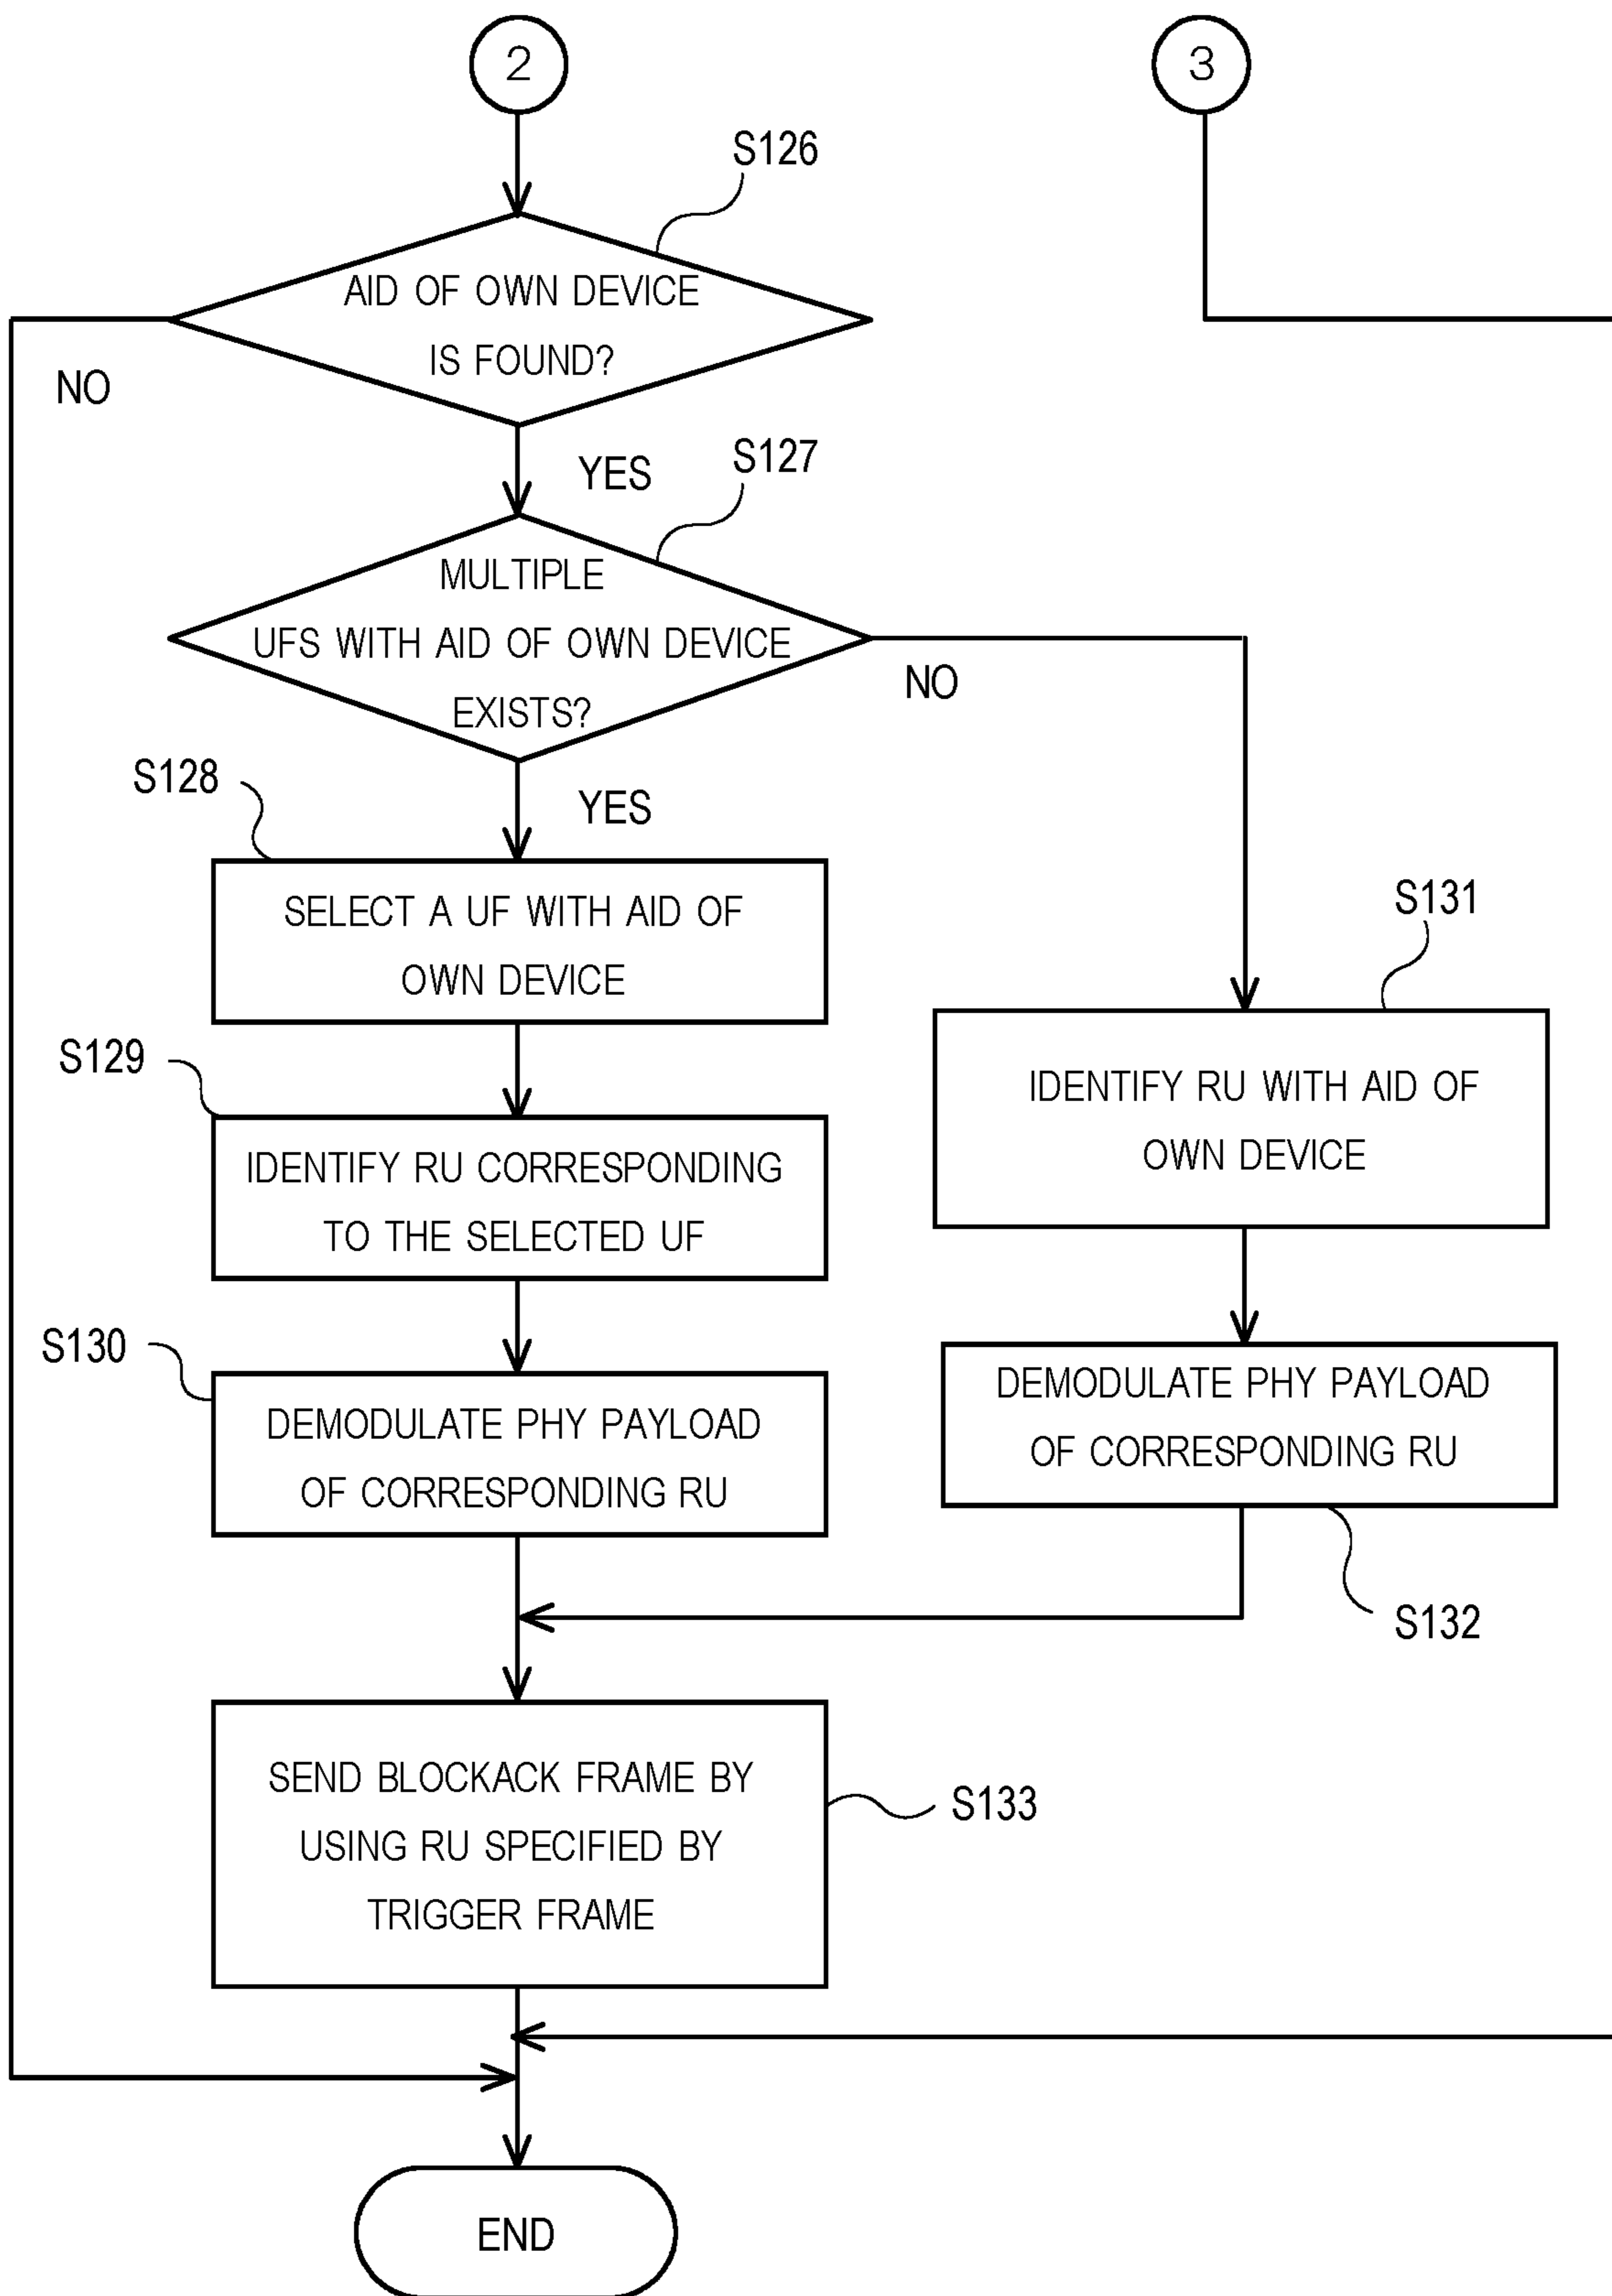 2
3
S126
AID OF OWN DEVICE
IS FOUND?
NO
YES
S127
MULTIPLE
UFS WITH AID OF OWN DEVICE
EXISTS?
NO
YES
S128
SELECT A UF WITH AID OF
OWN DEVICE
S131
IDENTIFY RU WITH AID OF
OWN DEVICE
S129
IDENTIFY RU CORRESPONDING
TO THE SELECTED UF
S130
DEMODULATE PHY PAYLOAD
OF CORRESPONDING RU
DEMODULATE PHY PAYLOAD
OF CORRESPONDING RU
S132
SEND BLOCKACK FRAME BY
USING RU SPECIFIED BY
TRIGGER FRAME
S133
END